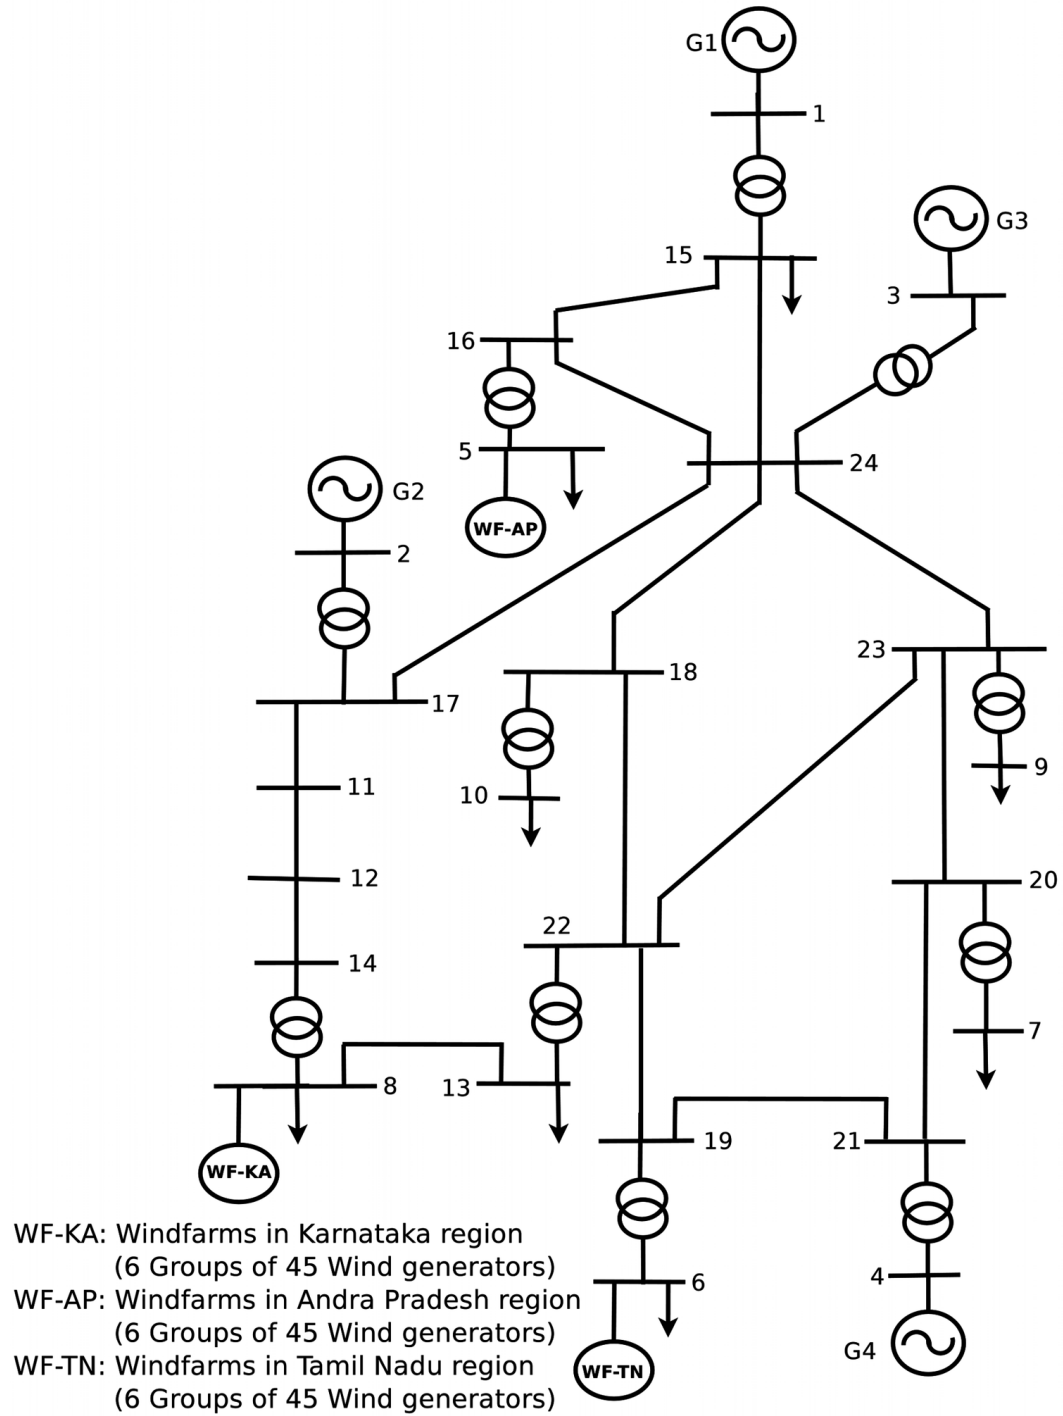 G1
1
G3
15
3
16
5
24
G2
WF-AP
2
23
18
17
9
11
10
12
20
22
14
7
8
13
19
21
WF-KA
WF-KA: Windfarms in Karnataka region
(6 Groups of 45 Wind generators)
6
4
WF-AP: Windfarms in Andra Pradesh region
(6 Groups of 45 Wind generators)
G4
WF-TN: Windfarms in Tamil Nadu region
WF-TN
(6 Groups of 45 Wind generators)